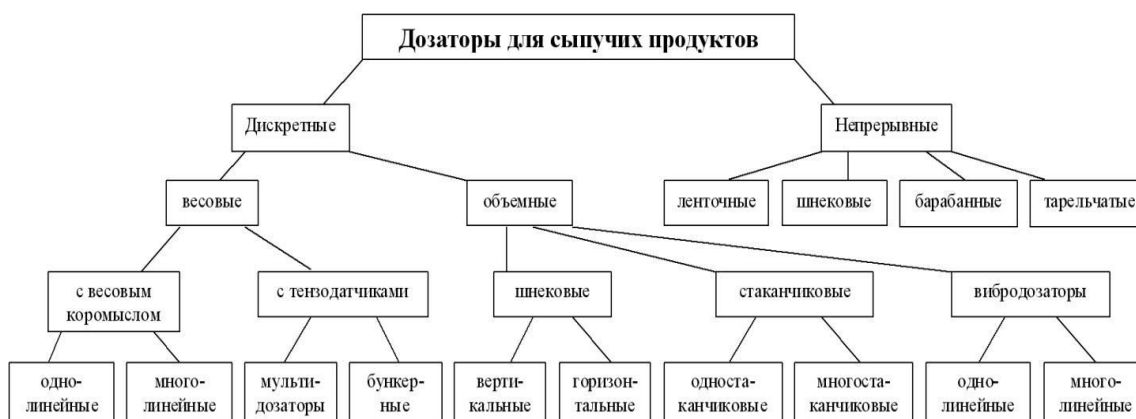 Дозаторы для сыпучих продуктов
Дискретные
Непрерывные
весовые
объемные
ленточные
шнековые
барабанные
тарельчатые
с весовым
коромыслом
с тензодатчиками
шнековые
стаканчиковые
вибродозаторы
одно-
линейные
много-
линейные
мульти-
дозаторы
бункер-
ные
верти-
кальные
горизон-
тальные
односта-
канчиковые
многоста-
канчиковые
одно-
линейные
много-
линейные